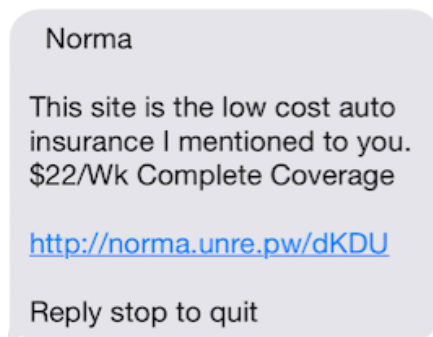 Norma
This site is the low cost auto
insurance I mentioned to you.
$22/Wk Complete Coverage
http://norma.unre.pw/dKDU
Reply stop to quit